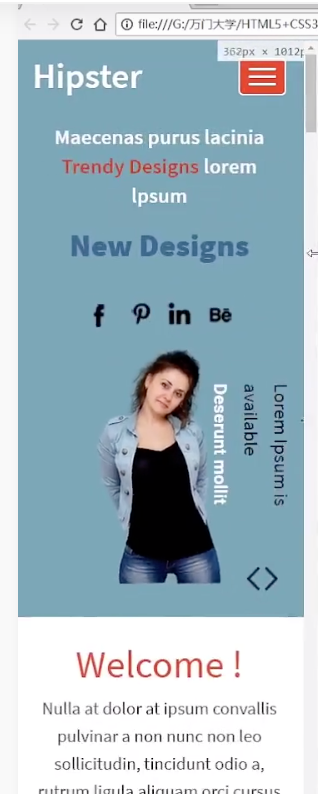 file:///G:/万门大学/HTML5+CSS3
362px × 1012p
Hipster
Maecenas purus lacinia
Trendy Designs lorem
lpsum
New Designs
f in Bē
Lorem Ipsum is
available
Deserunt mollit
Welcome !
Nulla at dolor at ipsum convallis
pulvinar a non nunc non leo
sollicitudin, tincidunt odio a,
rutrum ligula aliquam orci cursus